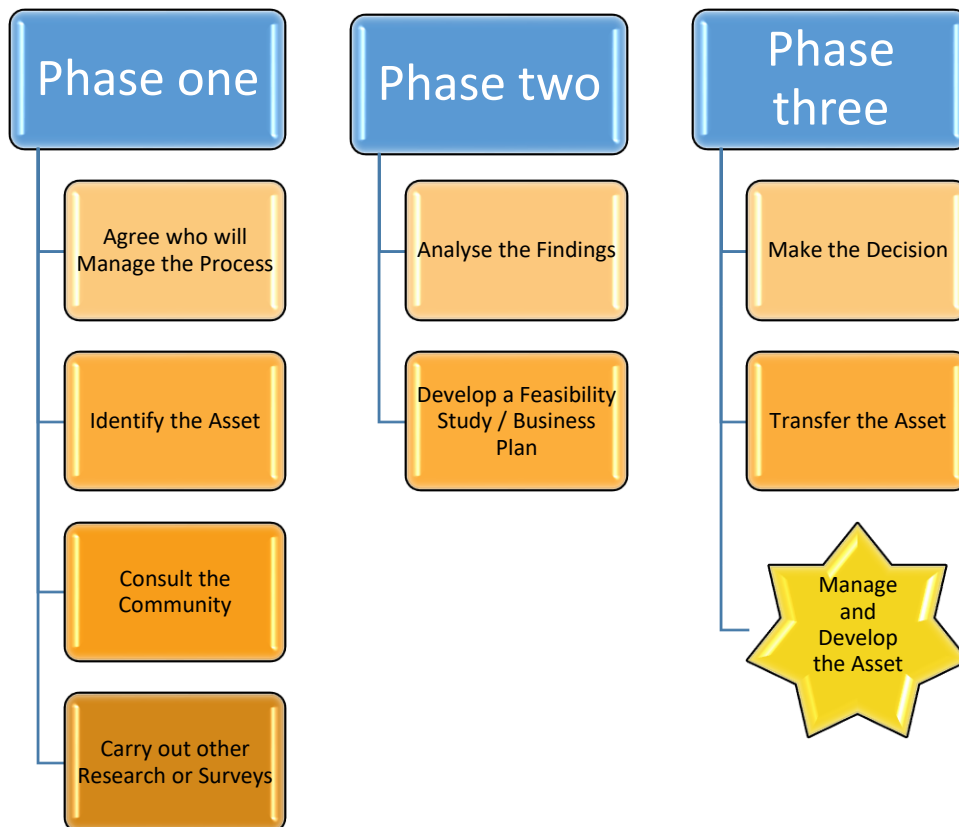 Phase one
Agree who will
Manage the Process
Identify the Asset
Consult the
Community
Carry out other
Research or Surveys
Phase two
Analyse the Findings
Develop a Feasibility
Study / Business
Plan
Phase
three
Make the Decision
Transfer the Asset
Manage
and
Develop
the Asset